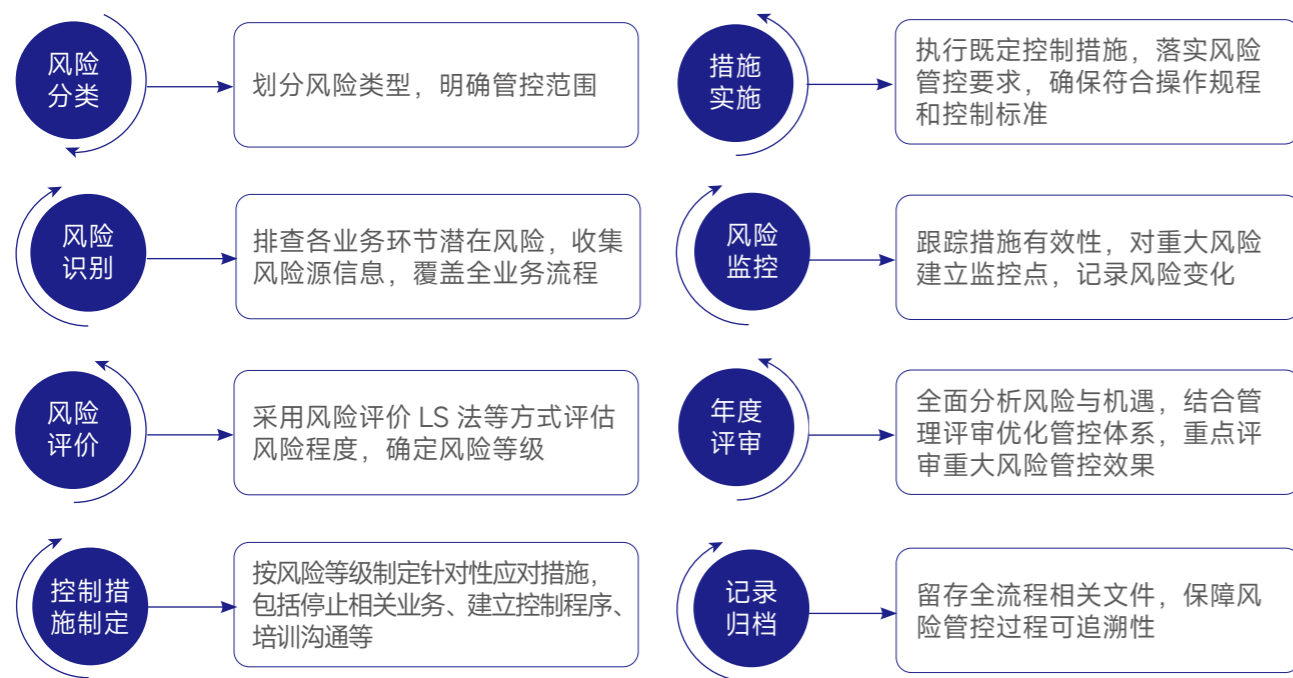 风险
分类
划分风险类型，明确管控范围
风险
识别
排查各业务环节潜在风险，收集
风险源信息，覆盖全业务流程
风险
评价
采用风险评价 LS 法等方式评估
风险程度，确定风险等级
控制措
施制定
按风险等级制定针对性应对措施，
包括停止相关业务、建立控制程序、
培训沟通等
措施
实施
执行既定控制措施，落实风险
管控要求，确保符合操作规程
和控制标准
风险
监控
跟踪措施有效性，对重大风险
建立监控点，记录风险变化
年度
评审
全面分析风险与机遇，结合管
理评审优化管控体系，重点评
审重大风险管控效果
记录
归档
留存全流程相关文件，保障风
险管控过程可追溯性